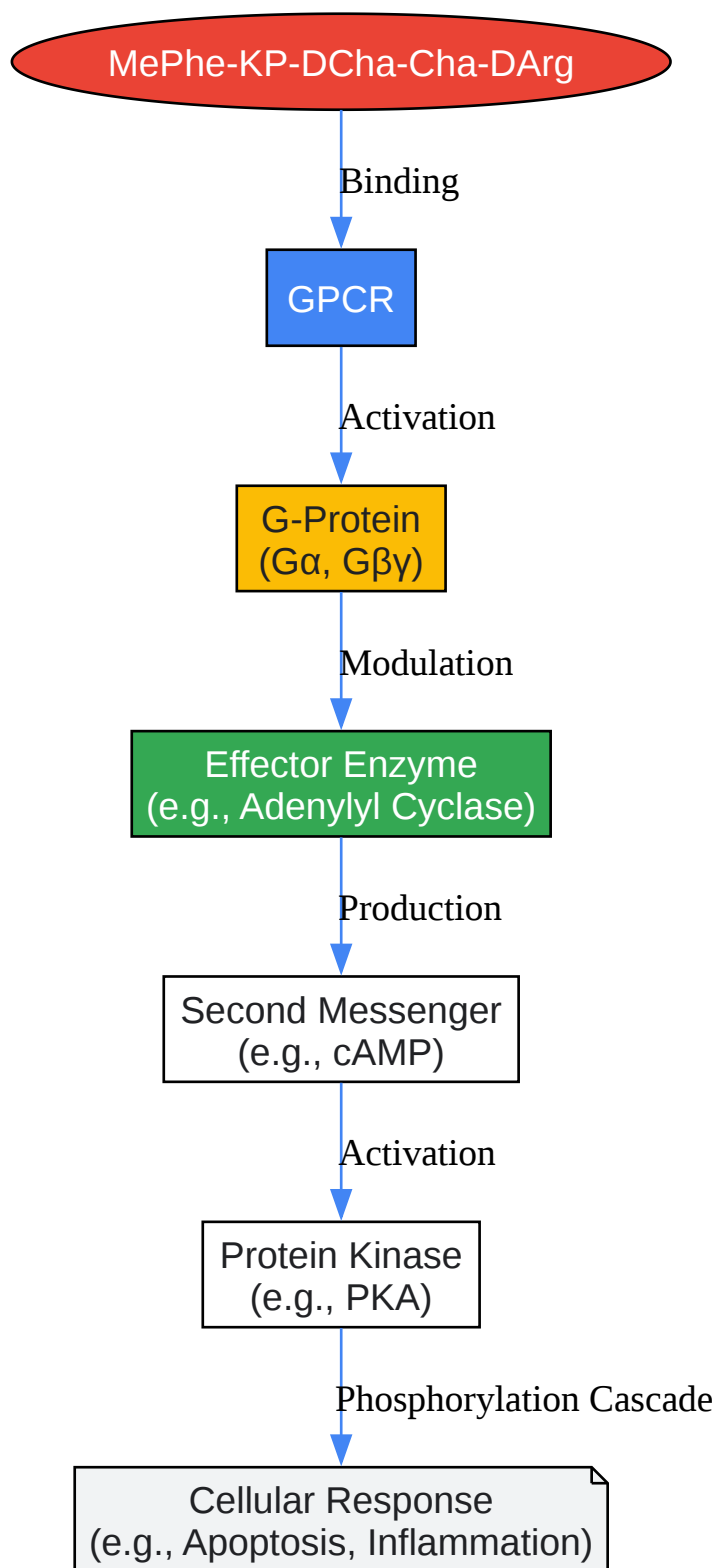 MePhe-KP-DCha-Cha-DArg
Binding
GPCR
Activation
G-Protein
(Gα, Gβγ)
Modulation
Effector Enzyme
(e.g., Adenylyl Cyclase)
Production
Second Messenger
(e.g., cAMP)
Activation
Protein Kinase
(e.g., PKA)
Phosphorylation Cascade
Cellular Response
(e.g., Apoptosis, Inflammation)